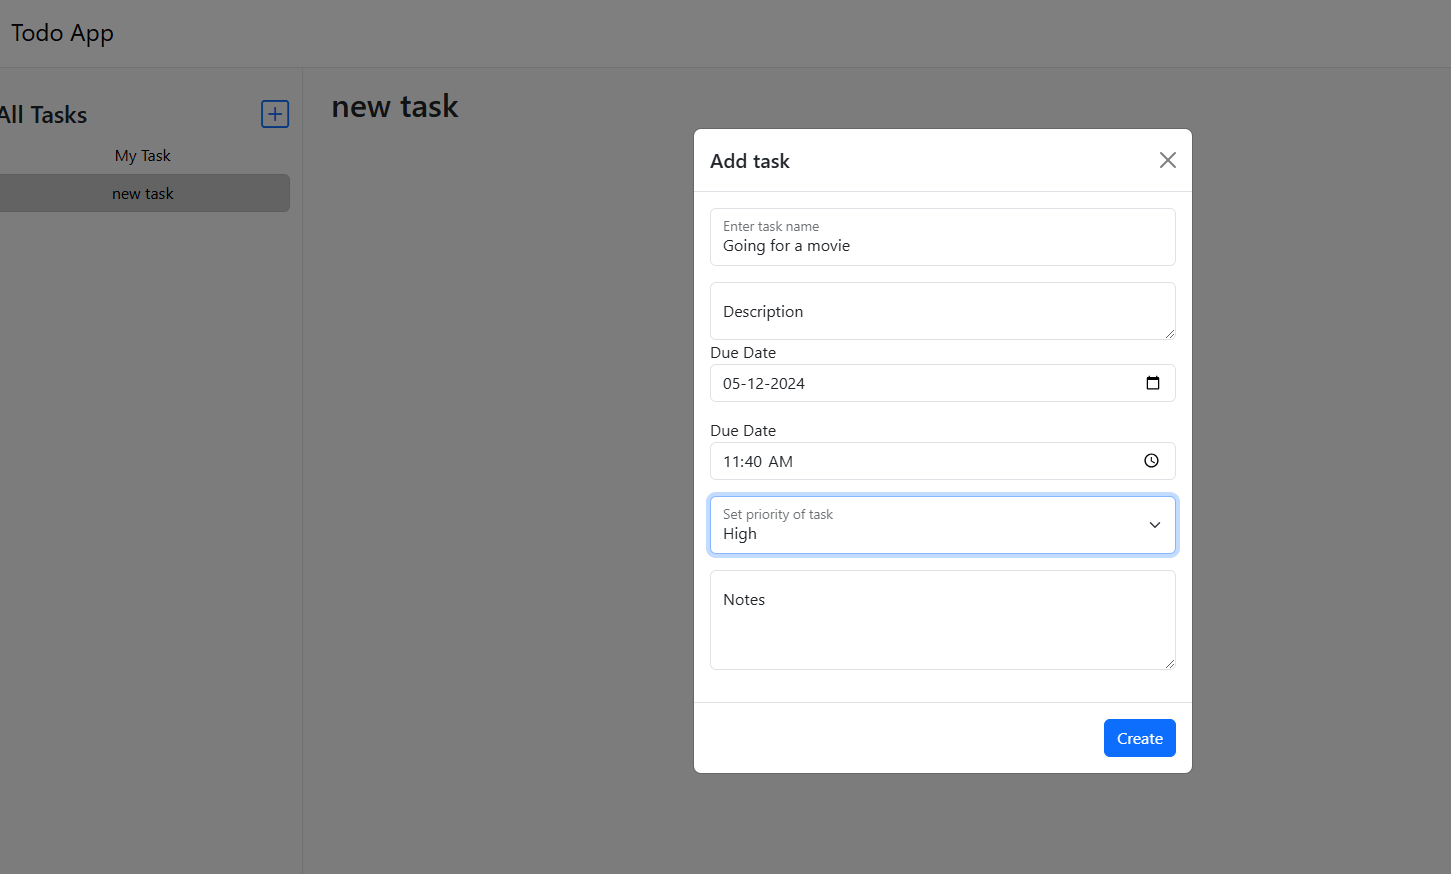 Todo App
All Tasks
My Task
new task
new task
Add task
Enter task name
Going for a movie
Description
Due Date
05-12-2024
Due Date
11:40 AM
Set priority of task
High
Notes
Create